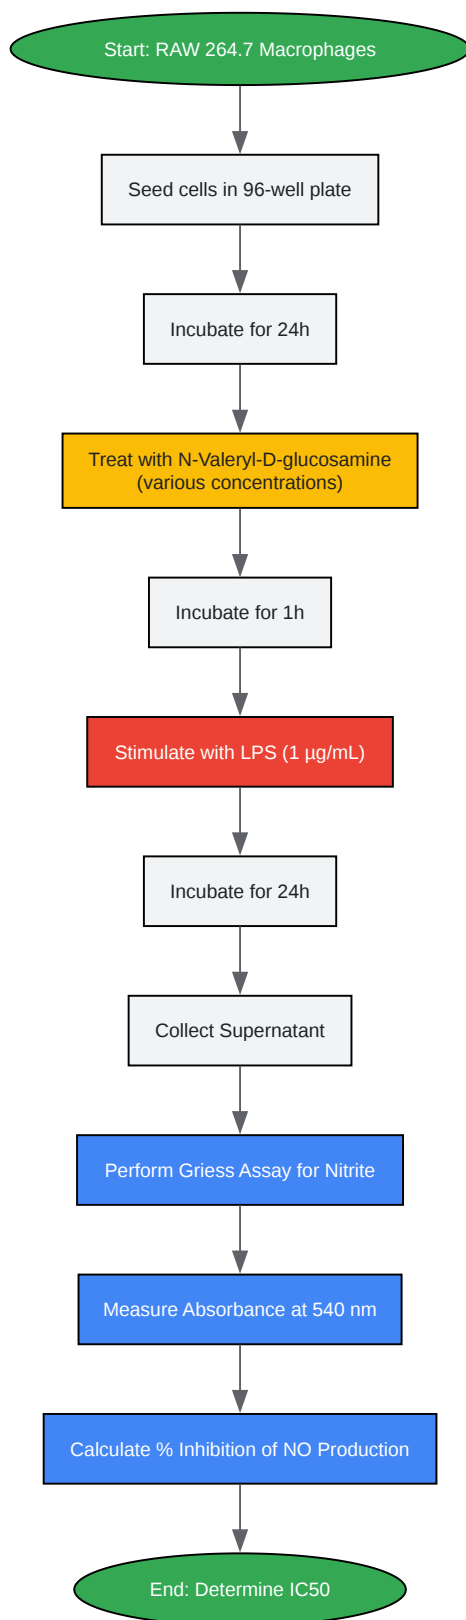 Start: RAW 264.7 Macrophages
Seed cells in 96-well plate
Incubate for 24h
Treat with N-Valeryl-D-glucosamine
(various concentrations)
Incubate for 1h
Stimulate with LPS (1 µg/mL)
Incubate for 24h
Collect Supernatant
Perform Griess Assay for Nitrite
Measure Absorbance at 540 nm
Calculate % Inhibition of NO Production
End: Determine IC50